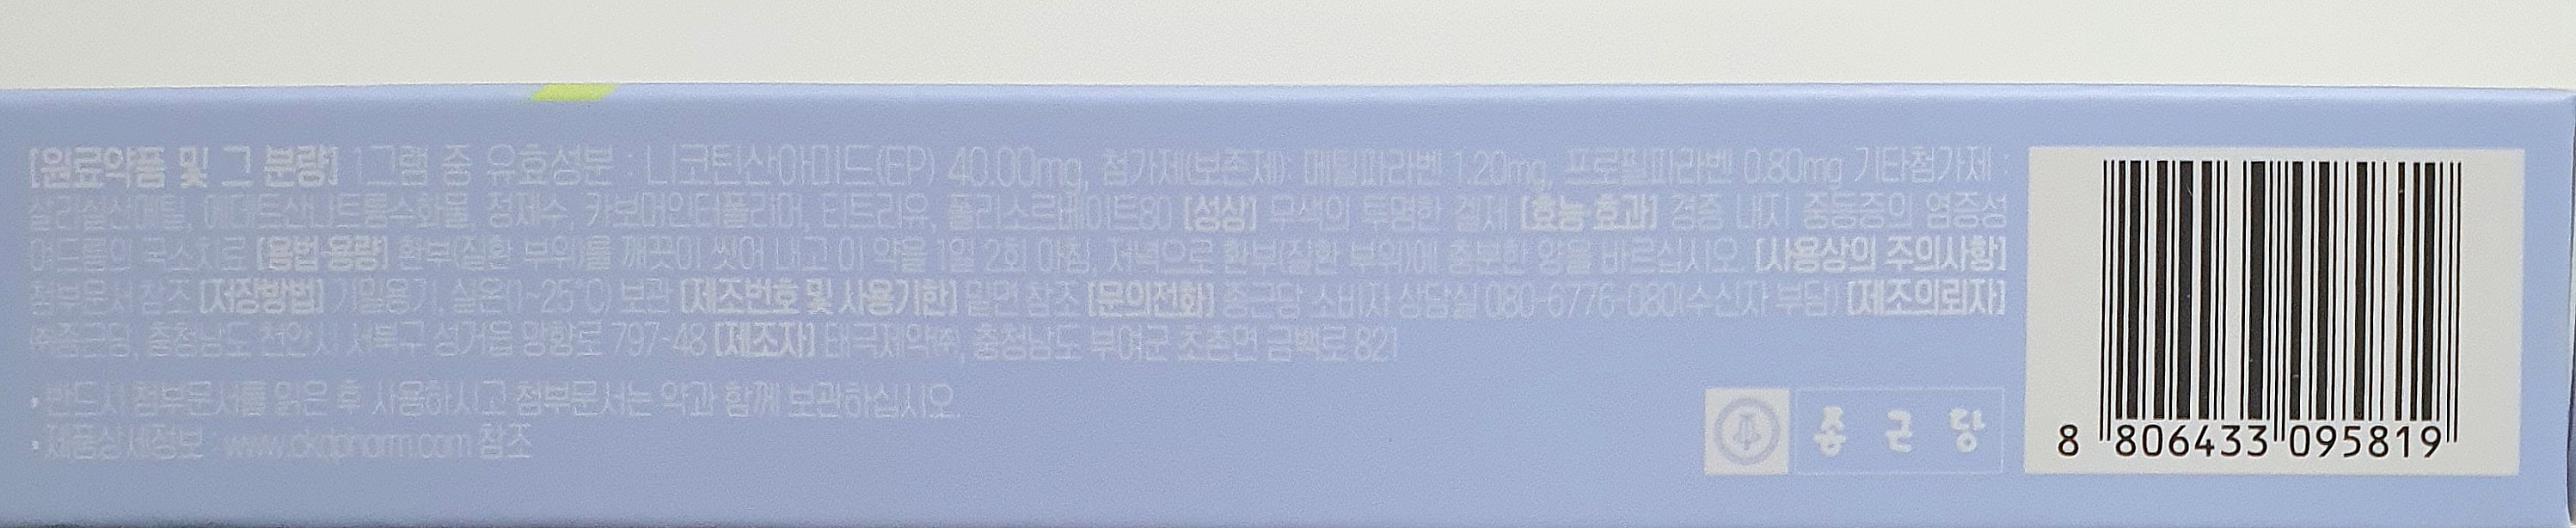 [원료약품 및 그 분량] 1그램 중 유효성분 : 니코틴산아미드(EP) 40.00mg, 첨가제(보존제): 메틸파라벤 1.20mg, 프로필파라벤 0.80mg 기타첨가제 :
살리실산메틸, 에데트산나트륨수화물, 정제수, 카보머인터폴리머, 티트리유, 폴리소르베이트80 [성상] 무색의 투명한 겔제 [효능·효과] 경증 내지 중등증의 염증성
여드름의 국소치료 [용법·용량] 환부(질환 부위)를 깨끗이 씻어 내고 이 약을 1일 2회 아침, 저녁으로 환부(질환 부위)에 충분한 양을 바르십시오. [사용상의 주의사항]
첨부문서 참조 [저장방법] 기밀용기, 실온(1~25°C) 보관 [제조번호 및 사용기한] 밑면 참조 [문의전화] 종근당 소비자 상담실 080-6776-080(수신자 부담) [제조의뢰자]
㈜종근당, 충청남도 천안시 서북구 성거읍 망향로 797-48 [제조자] 태극제약㈜, 충청남도 부여군 초촌면 금백로 821
• 반드시 첨부문서를 읽은 후 사용하시고 첨부문서는 약과 함께 보관하십시오.
• 제품상세정보 : www.ckdpharm.com 참조
종근당
8 806433 095819